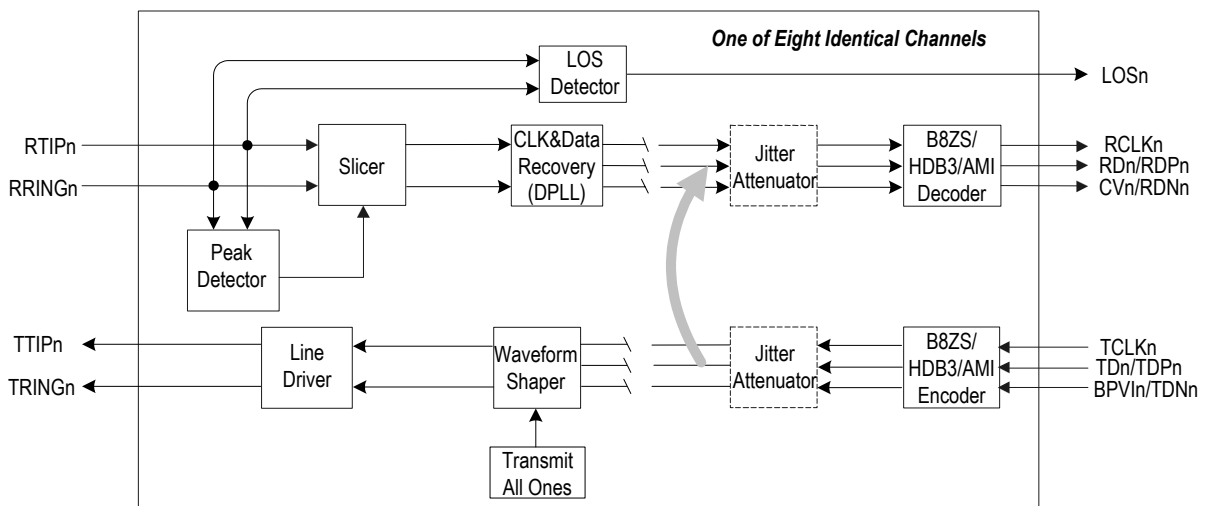 One of Eight Identical Channels
LOS
Detector
LOSn
RTIPn
RRINGn
Slicer
CLK&Data
Recovery
(DPLL)
Jitter
Attenuator
B8ZS/
HDB3/AMI
Decoder
RCLKn
RDn/RDPn
CVn/RDNn
Peak
Detector
TTIPn
TRINGn
Line
Driver
Waveform
Shaper
Jitter
Attenuator
B8ZS/
HDB3/AMI
Encoder
TCLKn
TDn/TDPn
BPVIn/TDNn
Transmit
All Ones